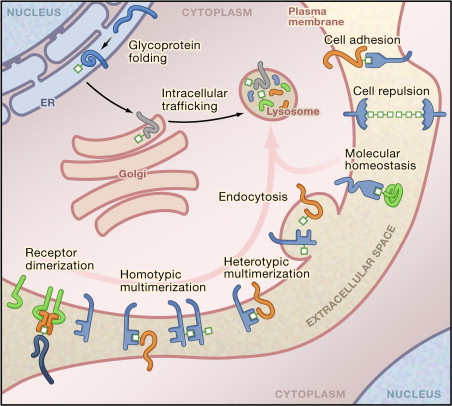 NUCLEUS
CYTOPLASM
Plasma
membrane
Glycoprotein
folding
Cell adhesion
ER
Intracellular
trafficking
Lysosome
Cell repulsion
Golgi
Molecular
homeostasis
Endocytosis
Receptor
dimerization
Homotypic
multimerization
Heterotypic
multimerization
EXTRACELLULAR SPACE
CYTOPLASM
NUCLEUS